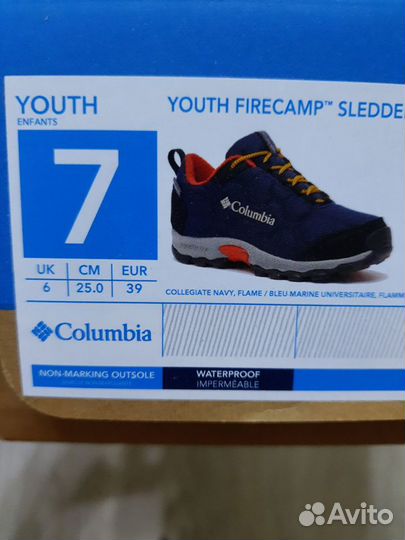 YOUTH
ENFANTS
YOUTH FIRECAMP™ SLEDDE
7
Columbia
UK CM EUR
6 25.0 39
COLLEGIATE NAVY, FLAME / BLEU MARINE UNIVERSITAIRE, FLAMM
Columbia
NON-MARKING OUTSOLE
WATERPROOF
IMPERMÉABLE
Avito